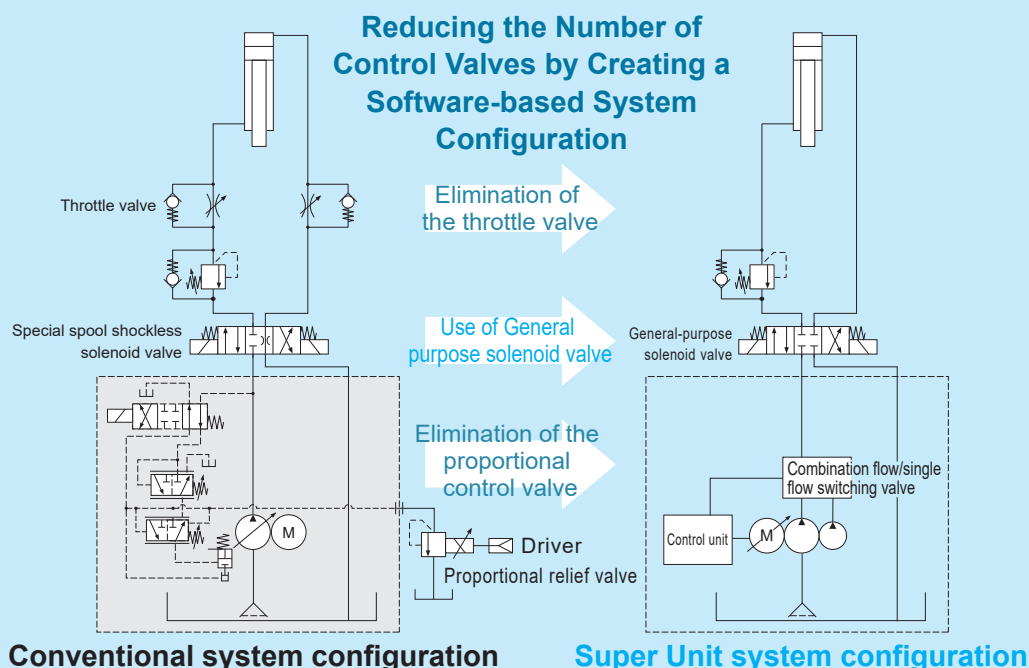 Reducing the Number of
Control Valves by Creating a
Software-based System
Configuration
Throttle valve
Elimination of
the throttle valve
Special spool shockless
solenoid valve
Use of General
purpose solenoid valve
General-purpose
solenoid valve
Elimination of the
proportional
control valve
Combination flow/single
flow switching valve
M
Driver
Proportional relief valve
Control unit
M
Conventional system configuration
Super Unit system configuration